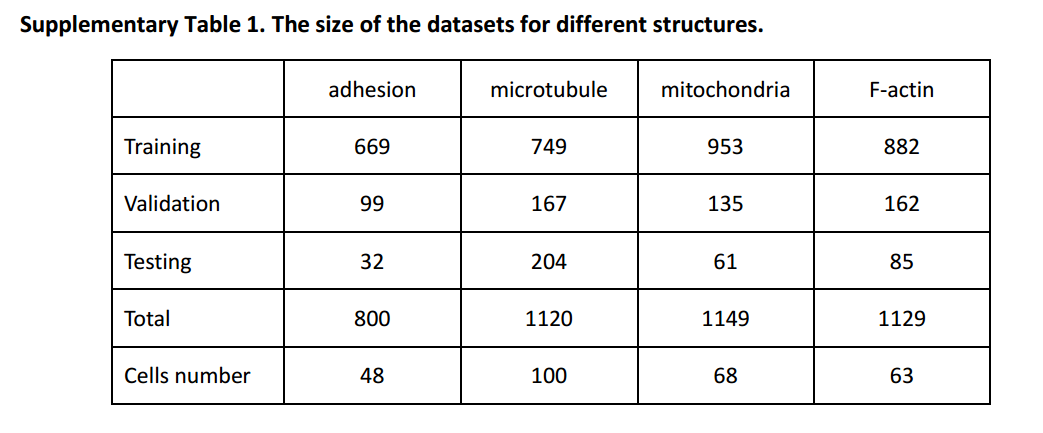 Supplementary Table 1. The size of the datasets for different structures.
adhesion microtubule mitochondria F-actin
Training 669 749 953 882
Validation 99 167 135 162
Testing 32 204 61 85
Total 800 1120 1149 1129
Cells number 48 100 68 63